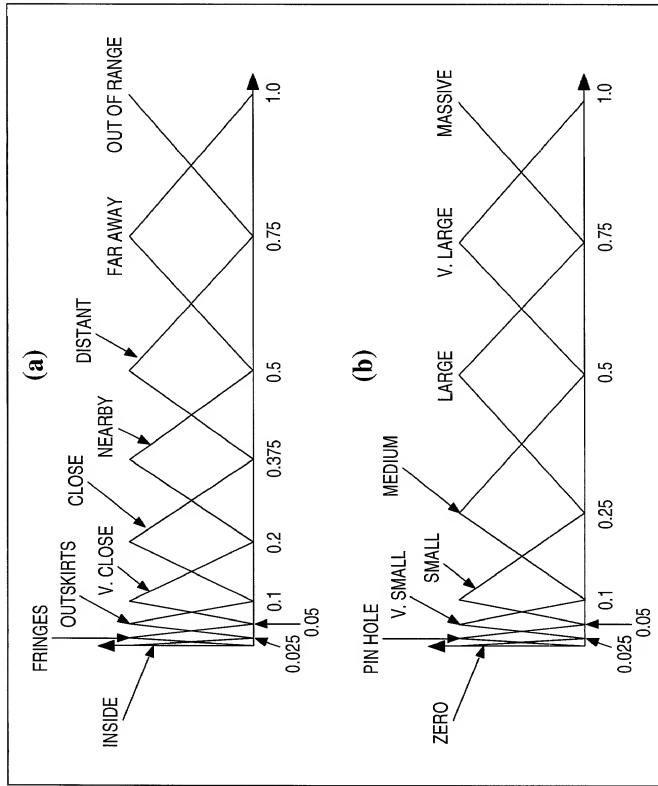 (a)
INSIDE
FRINGES
OUTSKIRTS
V. CLOSE
CLOSE
NEARBY
DISTANT
FAR AWAY
OUT OF RANGE
0.025
0.05
0.1
0.2
0.375
0.5
0.75
1.0
(b)
ZERO
PIN HOLE
V. SMALL
SMALL
MEDIUM
LARGE
V. LARGE
MASSIVE
0.025
0.05
0.1
0.25
0.5
0.75
1.0